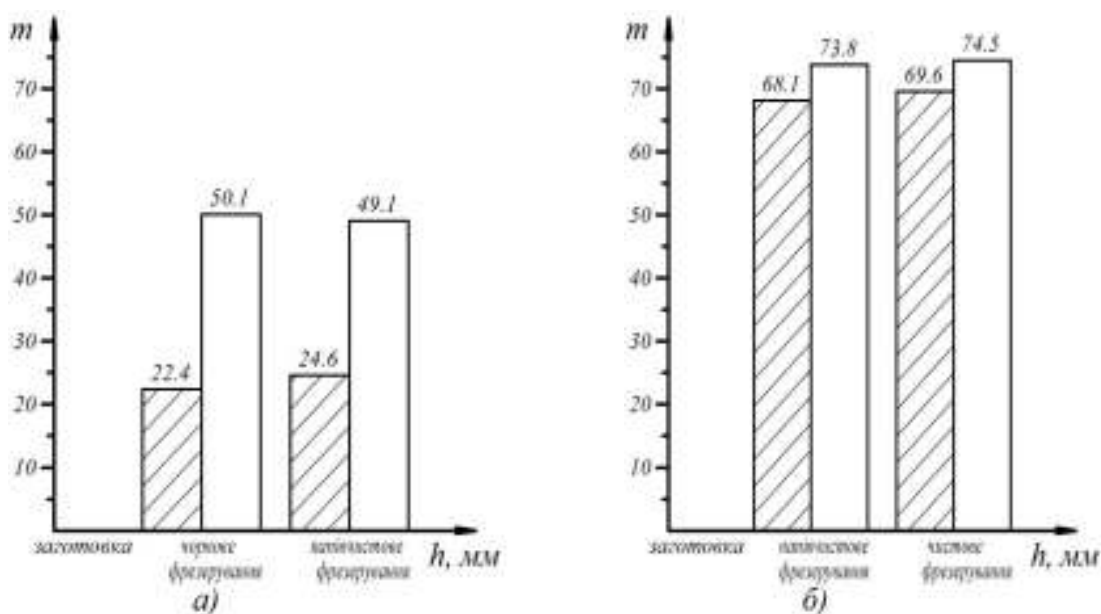 m
70
60
50
40
30
20
10
22.4
50.1
24.6
49.1
заготовка
чорнове
фрезерування
напівчистове
фрезерування
h, мм
а)
m
70
60
50
40
30
20
10
68.1
73.8
69.6
74.5
заготовка
напівчистове
фрезерування
чистове
фрезерування
h, мм
б)